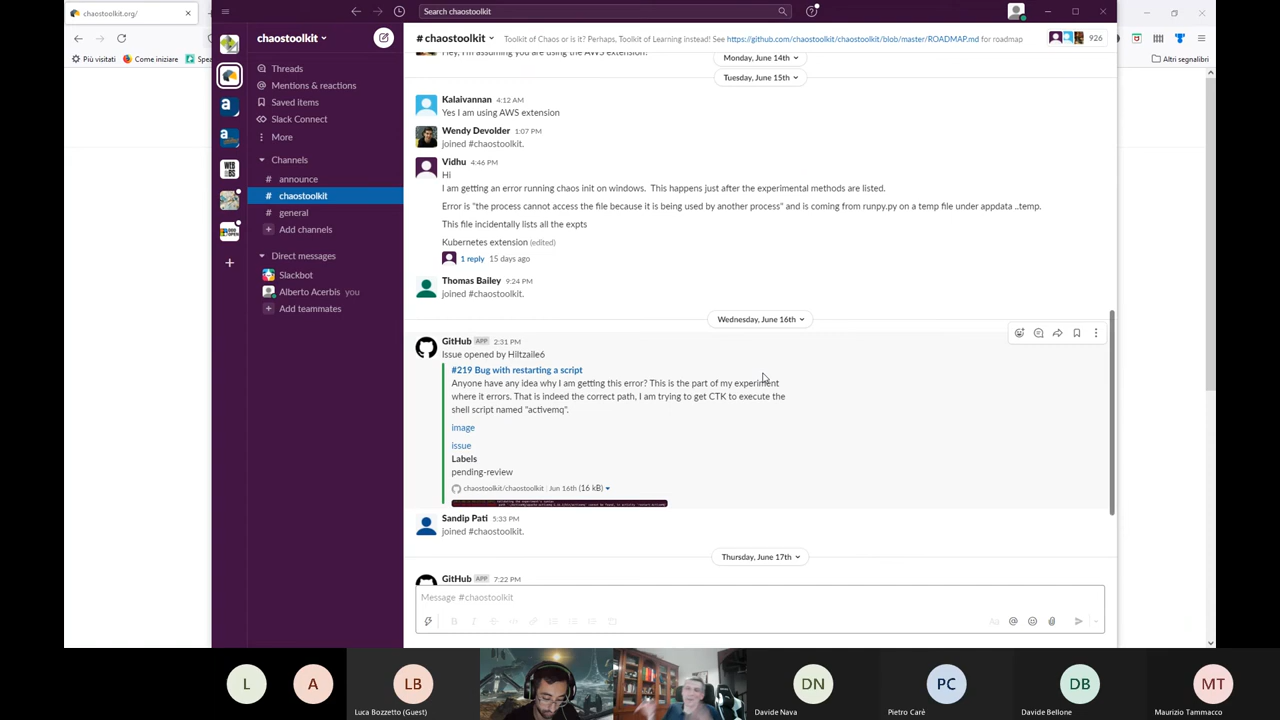 chaostoolkit.org/
Più visitati
Come iniziare
Altri segnalibri
Search chaostoolkit
chaostoolkit
Threads
Mentions & reactions
Saved items
Slack Connect
More
Channels
announce
chaostoolkit
general
Add channels
Direct messages
Slackbot
Alberto Acerbis you
Add teammates
# chaostoolkit
Toolkit of Chaos or is it? Perhaps, Toolkit of Learning instead! See https://github.com/chaostoolkit/chaostoolkit/blob/master/ROADMAP.md for roadmap
926
Hey, I'm assuming you are using the AWS extension?
Monday, June 14th
Tuesday, June 15th
Kalaivannan 4:12 AM
Yes I am using AWS extension
Wendy Devolder 1:07 PM
joined #chaostoolkit.
Vidhu 4:46 PM
Hi
I am getting an error running chaos init on windows. This happens just after the experimental methods are listed.
Error is "the process cannot access the file because it is being used by another process" and is coming from runpy.py on a temp file under appdata ..temp.
This file incidentally lists all the expts
Kubernetes extension (edited)
1 reply 15 days ago
Thomas Bailey 9:24 PM
joined #chaostoolkit.
Wednesday, June 16th
GitHub APP 2:31 PM
Issue opened by Hiltzaile6
#219 Bug with restarting a script
Anyone have any idea why I am getting this error? This is the part of my experiment
where it errors. That is indeed the correct path, I am trying to get CTK to execute the
shell script named "activemq".
image
issue
Labels
pending-review
chaostoolkit/chaostoolkit | Jun 16th (16 kB)
Sandip Pati 5:33 PM
joined #chaostoolkit.
Thursday, June 17th
GitHub APP 7:22 PM
Message #chaostoolkit
L
A
LB
Luca Bozzetto (Guest)
DN
Davide Nava
PC
Pietro Carè
DB
Davide Bellone
MT
Maurizio Tammacco